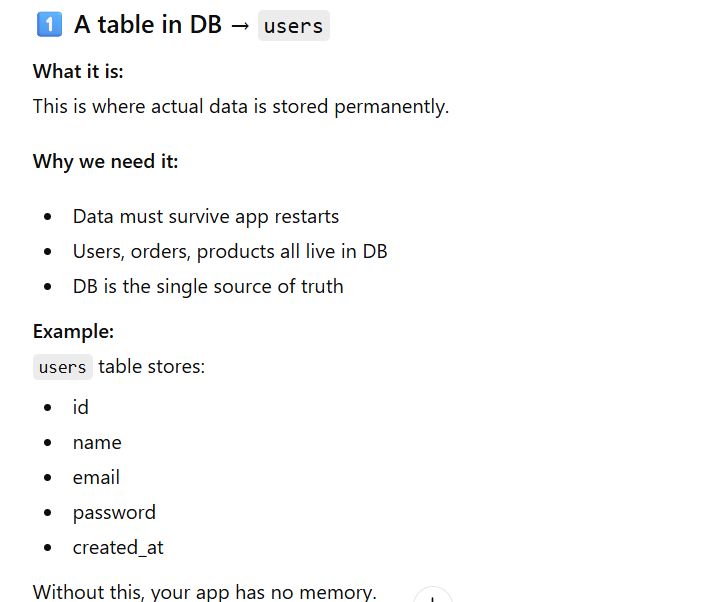 1 A table in DB → users
What it is:
This is where actual data is stored permanently.
Why we need it:
• Data must survive app restarts
• Users, orders, products all live in DB
• DB is the single source of truth
Example:
users table stores:
• id
• name
• email
• password
• created_at
Without this, your app has no memory.